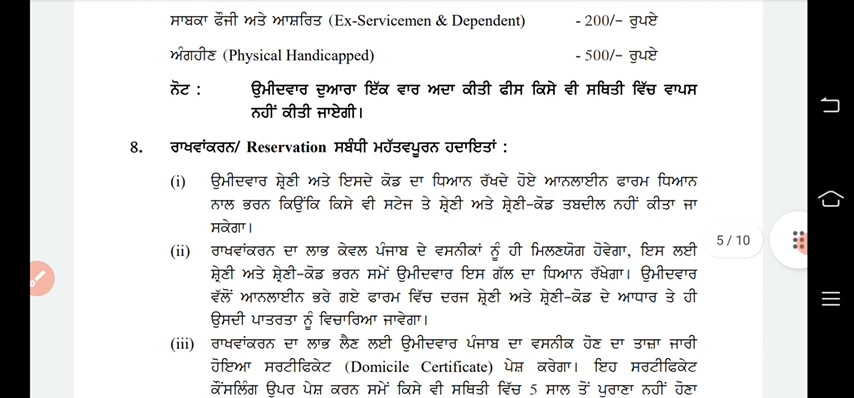 ਸਾਬਕਾ ਫੌਜੀ ਅਤੇ ਆਸ਼ਰਿਤ (Ex-Servicemen & Dependent) - 200/– ਰੁਪਏ
ਅੰਗਹੀਣ (Physical Handicapped) - 500/– ਰੁਪਏ
ਨੋਟ : ਉਮੀਦਵਾਰ ਦੁਆਰਾ ਇੱਕ ਵਾਰ ਅਦਾ ਕੀਤੀ ਫੀਸ ਕਿਸੇ ਵੀ ਸਥਿਤੀ ਵਿੱਚ ਵਾਪਸ
ਨਹੀਂ ਕੀਤੀ ਜਾਏਗੀ।
8. ਰਾਖਵਾਂਕਰਨ/ Reservation ਸਬੰਧੀ ਮਹੱਤਵਪੂਰਨ ਹਦਾਇਤਾਂ :
(i) ਉਮੀਦਵਾਰ ਸ਼੍ਰੇਣੀ ਅਤੇ ਇਸਦੇ ਕੋਡ ਦਾ ਧਿਆਨ ਰੱਖਦੇ ਹੋਏ ਆਨਲਾਈਨ ਫਾਰਮ ਧਿਆਨ
ਨਾਲ ਭਰਨ ਕਿਉਂਕਿ ਕਿਸੇ ਵੀ ਸਟੇਜ ਤੇ ਸ਼੍ਰੇਣੀ ਅਤੇ ਸ਼੍ਰੇਣੀ–ਕੋਡ ਤਬਦੀਲ ਨਹੀਂ ਕੀਤਾ ਜਾ
ਸਕੇਗਾ।
5 / 10
(ii) ਰਾਖਵਾਂਕਰਨ ਦਾ ਲਾਭ ਕੇਵਲ ਪੰਜਾਬ ਦੇ ਵਸਨੀਕਾਂ ਨੂੰ ਹੀ ਮਿਲਣਯੋਗ ਹੋਵੇਗਾ, ਇਸ ਲਈ
ਸ਼੍ਰੇਣੀ ਅਤੇ ਸ਼੍ਰੇਣੀ–ਕੋਡ ਭਰਨ ਸਮੇਂ ਉਮੀਦਵਾਰ ਇਸ ਗੱਲ ਦਾ ਧਿਆਨ ਰੱਖੇਗਾ। ਉਮੀਦਵਾਰ
ਵੱਲੋਂ ਆਨਲਾਈਨ ਭਰੇ ਗਏ ਫਾਰਮ ਵਿੱਚ ਦਰਜ ਸ਼੍ਰੇਣੀ ਅਤੇ ਸ਼੍ਰੇਣੀ–ਕੋਡ ਦੇ ਆਧਾਰ ਤੇ ਹੀ
ਉਸਦੀ ਪਾਤਰਤਾ ਨੂੰ ਵਿਚਾਰਿਆ ਜਾਵੇਗਾ।
(iii) ਰਾਖਵਾਂਕਰਨ ਦਾ ਲਾਭ ਲੈਣ ਲਈ ਉਮੀਦਵਾਰ ਪੰਜਾਬ ਦਾ ਵਸਨੀਕ ਹੋਣ ਦਾ ਤਾਜ਼ਾ ਜਾਰੀ
ਹੋਇਆ ਸਰਟੀਫਿਕੇਟ (Domicile Certificate) ਪੇਸ਼ ਕਰੇਗਾ। ਇਹ ਸਰਟੀਫਿਕੇਟ
ਕੌਂਸਲਿੰਗ ਉਪਰ ਪੇਸ਼ ਕਰਨ ਸਮੇਂ ਕਿਸੇ ਵੀ ਸਥਿਤੀ ਵਿੱਚ 5 ਸਾਲ ਤੋਂ ਪੁਰਾਣਾ ਨਹੀਂ ਹੋਣਾ